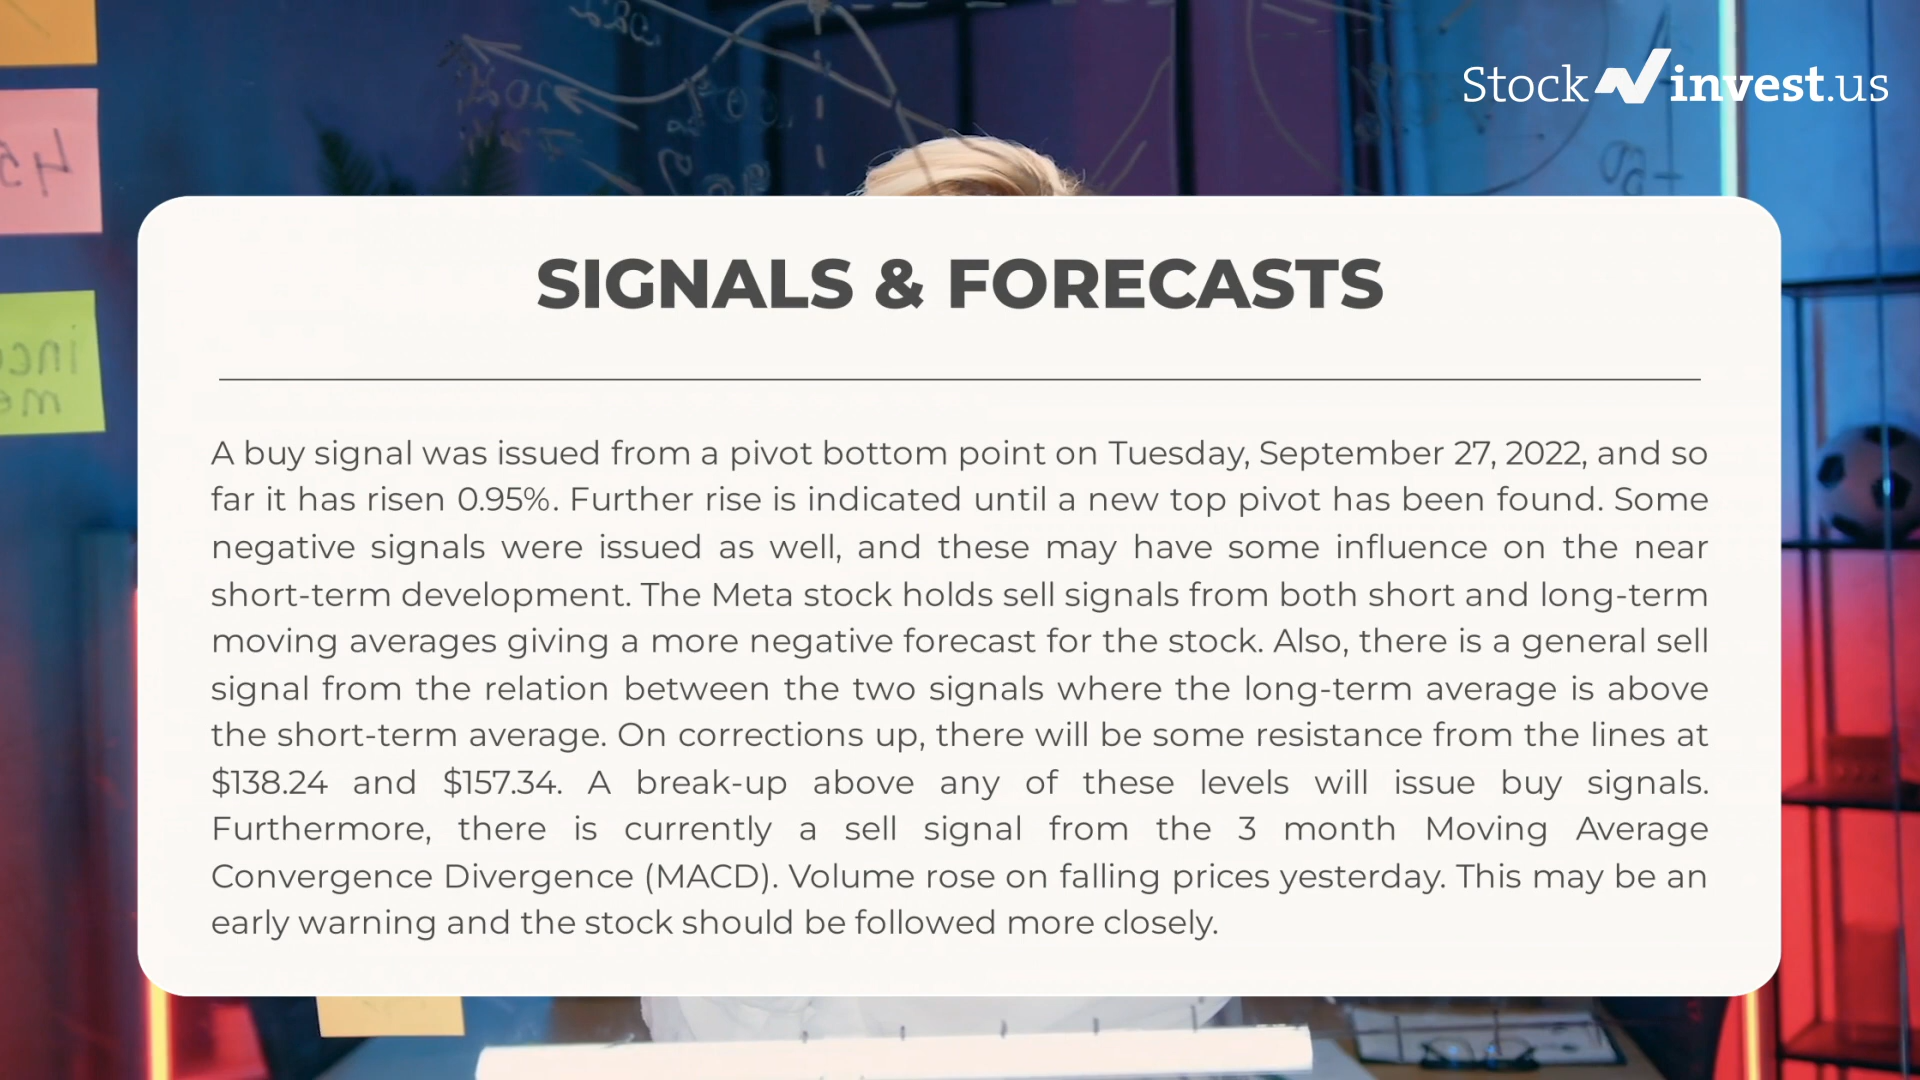 Stock invest.us
SIGNALS & FORECASTS
A buy signal was issued from a pivot bottom point on Tuesday, September 27, 2022, and so
far it has risen 0.95%. Further rise is indicated until a new top pivot has been found. Some
negative signals were issued as well, and these may have some influence on the near
short-term development. The Meta stock holds sell signals from both short and long-term
moving averages giving a more negative forecast for the stock. Also, there is a general sell
signal from the relation between the two signals where the long-term average is above
the short-term average. On corrections up, there will be some resistance from the lines at
$138.24 and $157.34. A break-up above any of these levels will issue buy signals.
Furthermore, there is currently a sell signal from the 3 month Moving Average
Convergence Divergence (MACD). Volume rose on falling prices yesterday. This may be an
early warning and the stock should be followed more closely.
45
inco
me